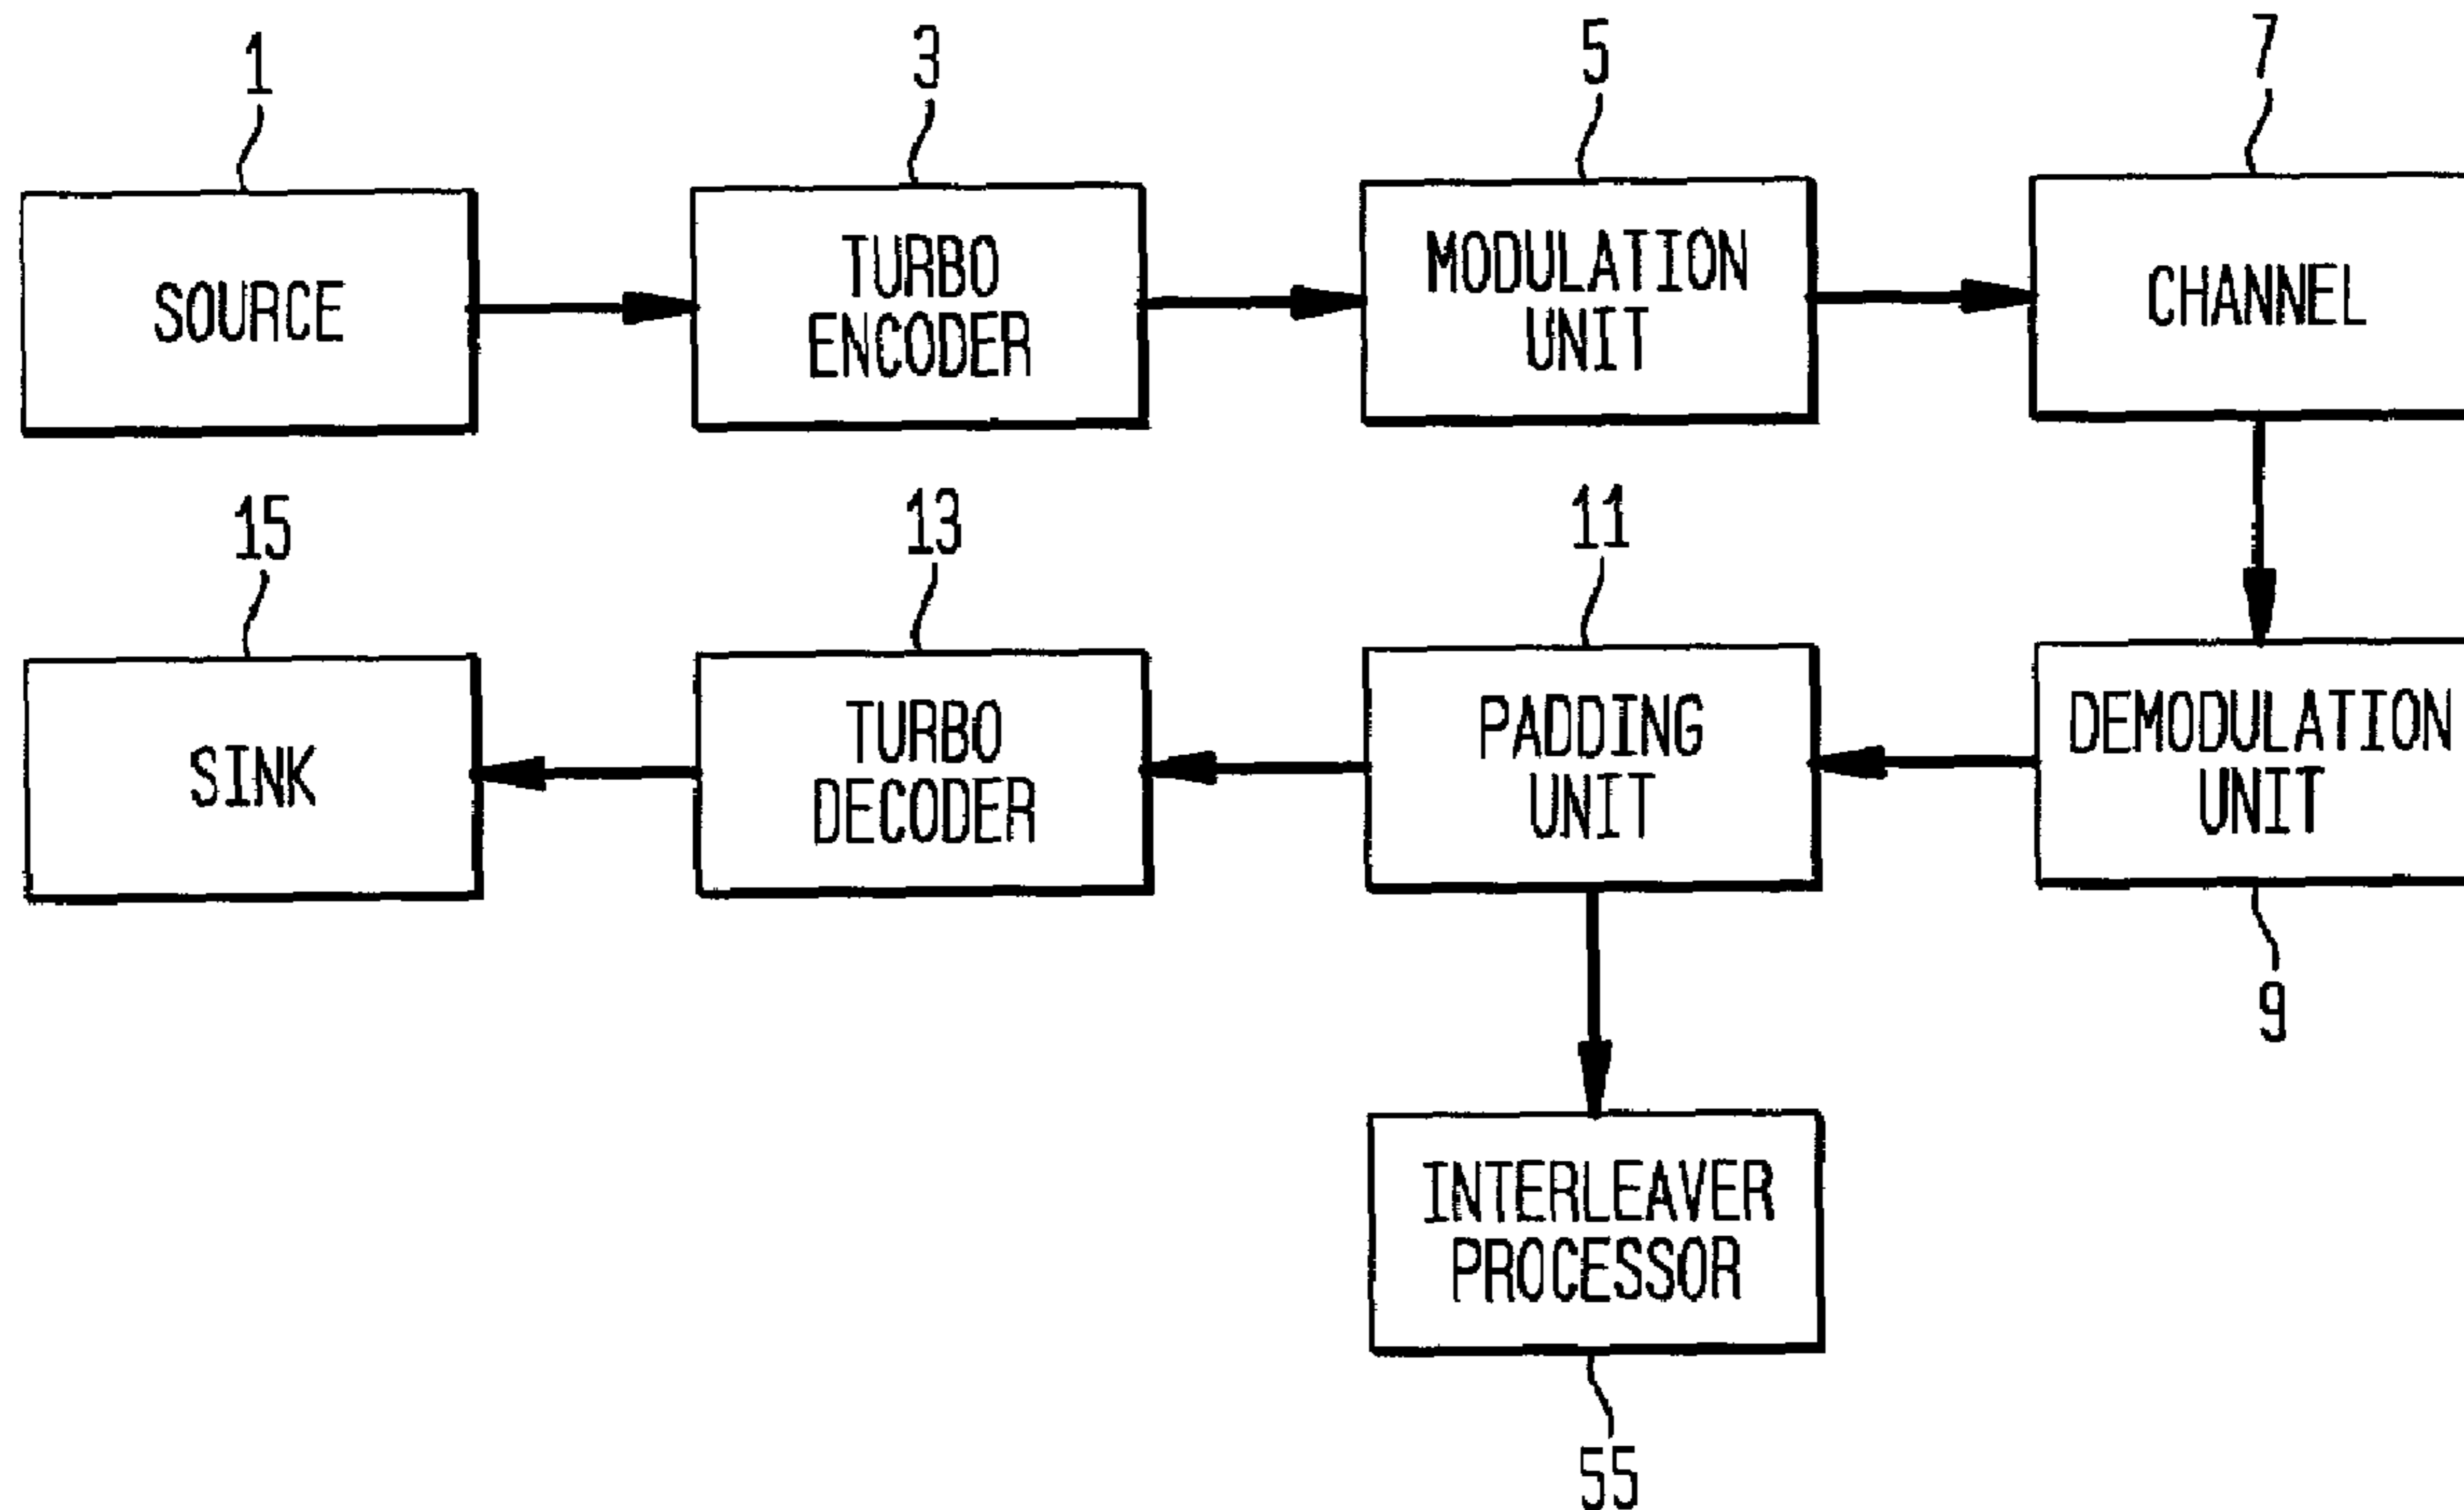 1
3
5
7
SOURCE
TURBO
ENCODER
MODULATION
UNIT
CHANNEL
15
13
11
SINK
TURBO
DECODER
PADDING
UNIT
DEMODULATION
UNIT
9
INTERLEAVER
PROCESSOR
55